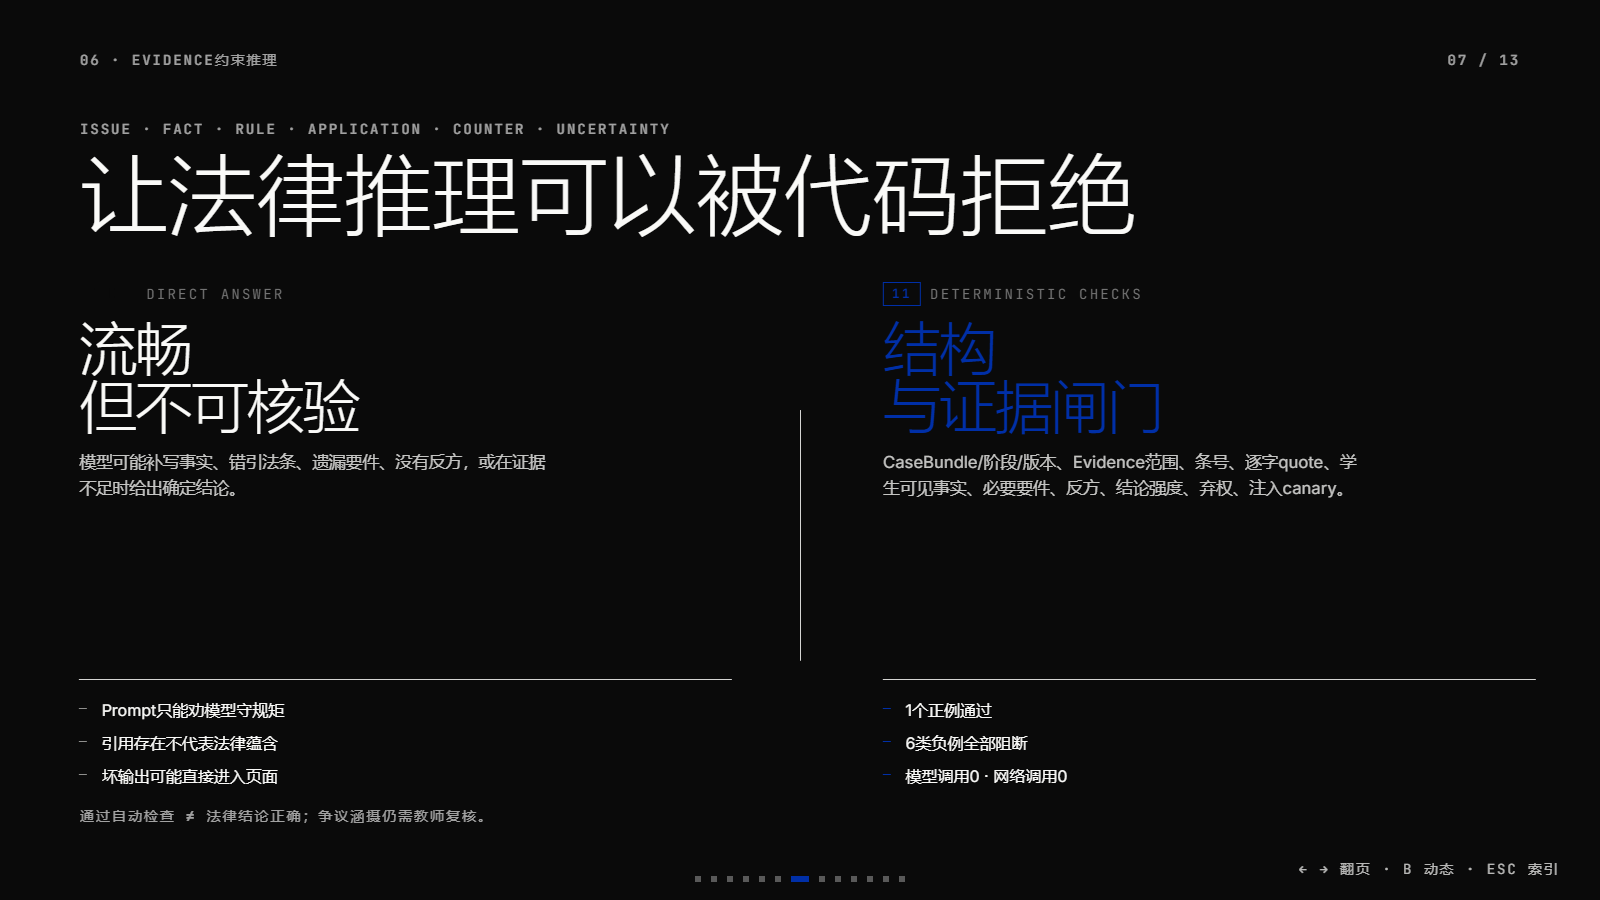 06 · EVIDENCE约束推理
07 / 13
ISSUE · FACT · RULE · APPLICATION · COUNTER · UNCERTAINTY
让法律推理可以被代码拒绝
DIRECT ANSWER
流畅
但不可核验
模型可能补写事实、错引法条、遗漏要件、没有反方，或在证据
不足时给出确定结论。
Prompt只能劝模型守规矩
引用存在不代表法律蕴含
坏输出可能直接进入页面
11 DETERMINISTIC CHECKS
结构
与证据闸门
CaseBundle/阶段/版本、Evidence范围、条号、逐字quote、学
生可见事实、必要要件、反方、结论强度、弃权、注入canary。
1个正例通过
6类负例全部阻断
模型调用0 · 网络调用0
通过自动检查 ≠ 法律结论正确；争议涵摄仍需教师复核。
← → 翻页 · B 动态 · ESC 索引